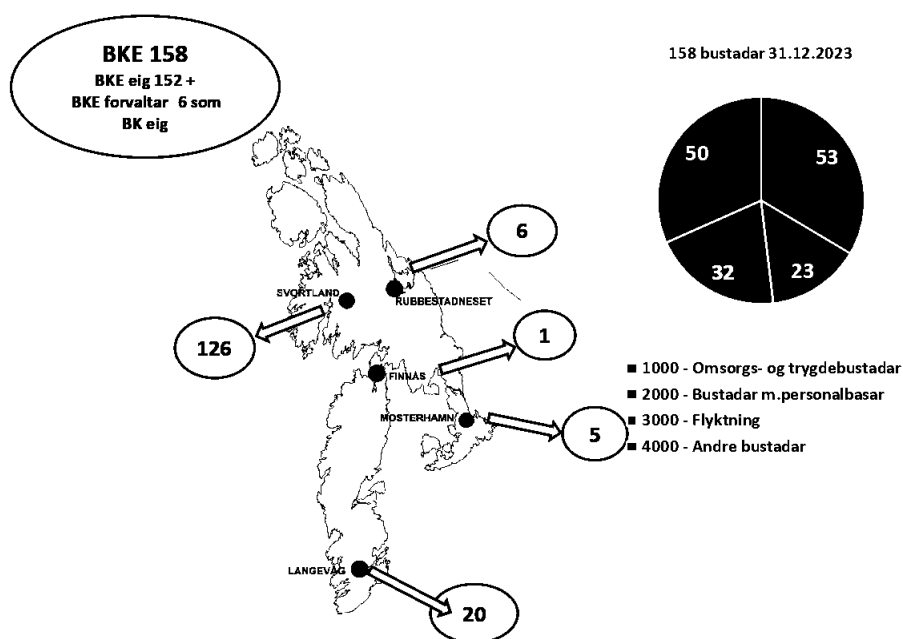 BKE 158
BKE eig 152 +
BKE forvaltar 6 som
BK eig
158 bustadar 31.12.2023
50
53
32
23
6
SVORTLAND
RUBBESTADNESET
126
1
FINNÅS
MOSTERHAMN
5
1000 - Omsorgs- og trygdebustadar
2000 - Bustadar m.personalbasar
3000 - Flyktning
4000 - Andre bustadar
LANGEVÅG
20